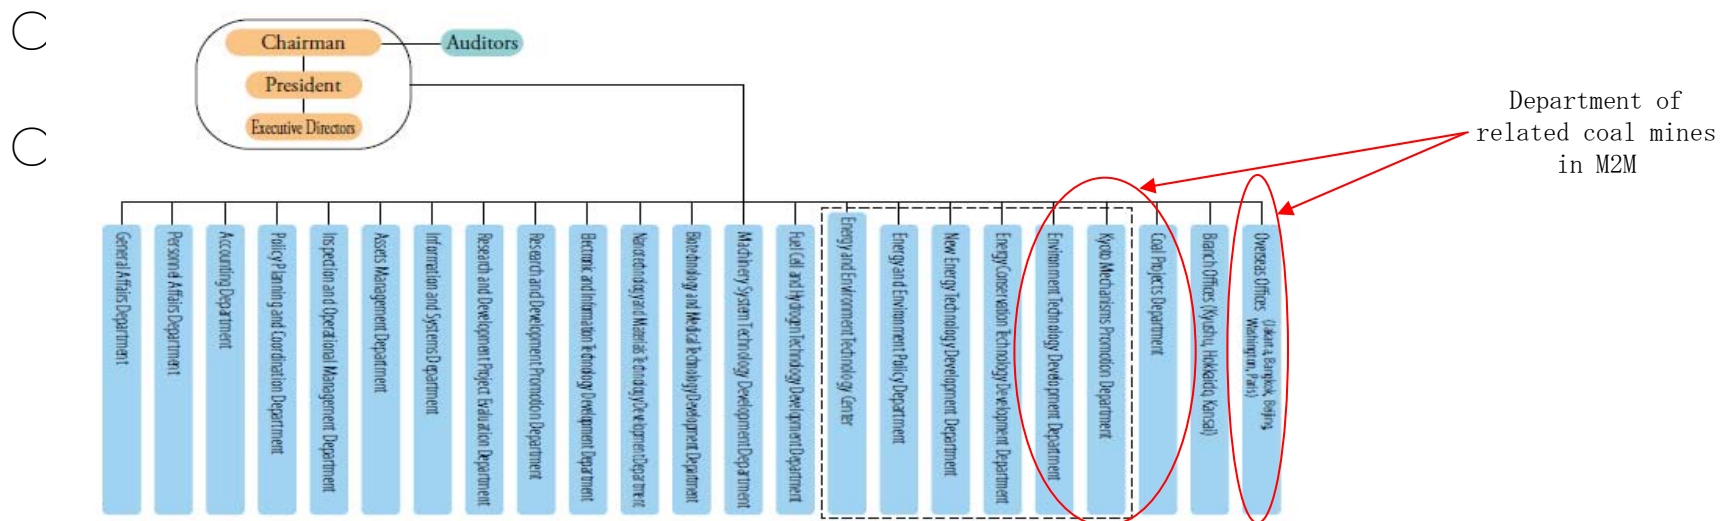 Chairman
Auditors
President
Executive Directors
Department of
related coal mines
in M2M
General Affairs Department
Personnel Affairs Department
Accounting Department
Policy Planning and Coordination Department
Inspection and Operational Management Department
Assets Management Department
Information and Systems Department
Research and Development Project Evaluation Department
Research and Development Promotion Department
Electronic and Information Technology Development Department
Nanotechnology and Materials Technology Development Department
Biotechnology and Medical Technology Development Department
Machinery System Technology Development Department
Fuel Cell and Hydrogen Technology Development Department
Energy and Environment Technology Center
Energy and Environment Policy Department
New Energy Technology Development Department
Energy Conservation Technology Development Department
Environment Technology Development Department
Kyoto Mechanisms Promotion Department
Coal Projects Department
Branch Offices (Kyushu, Hokkaido, Kansai)
Overseas Offices (Jakarta, Bangkok, Beijing,
Washington, Paris)